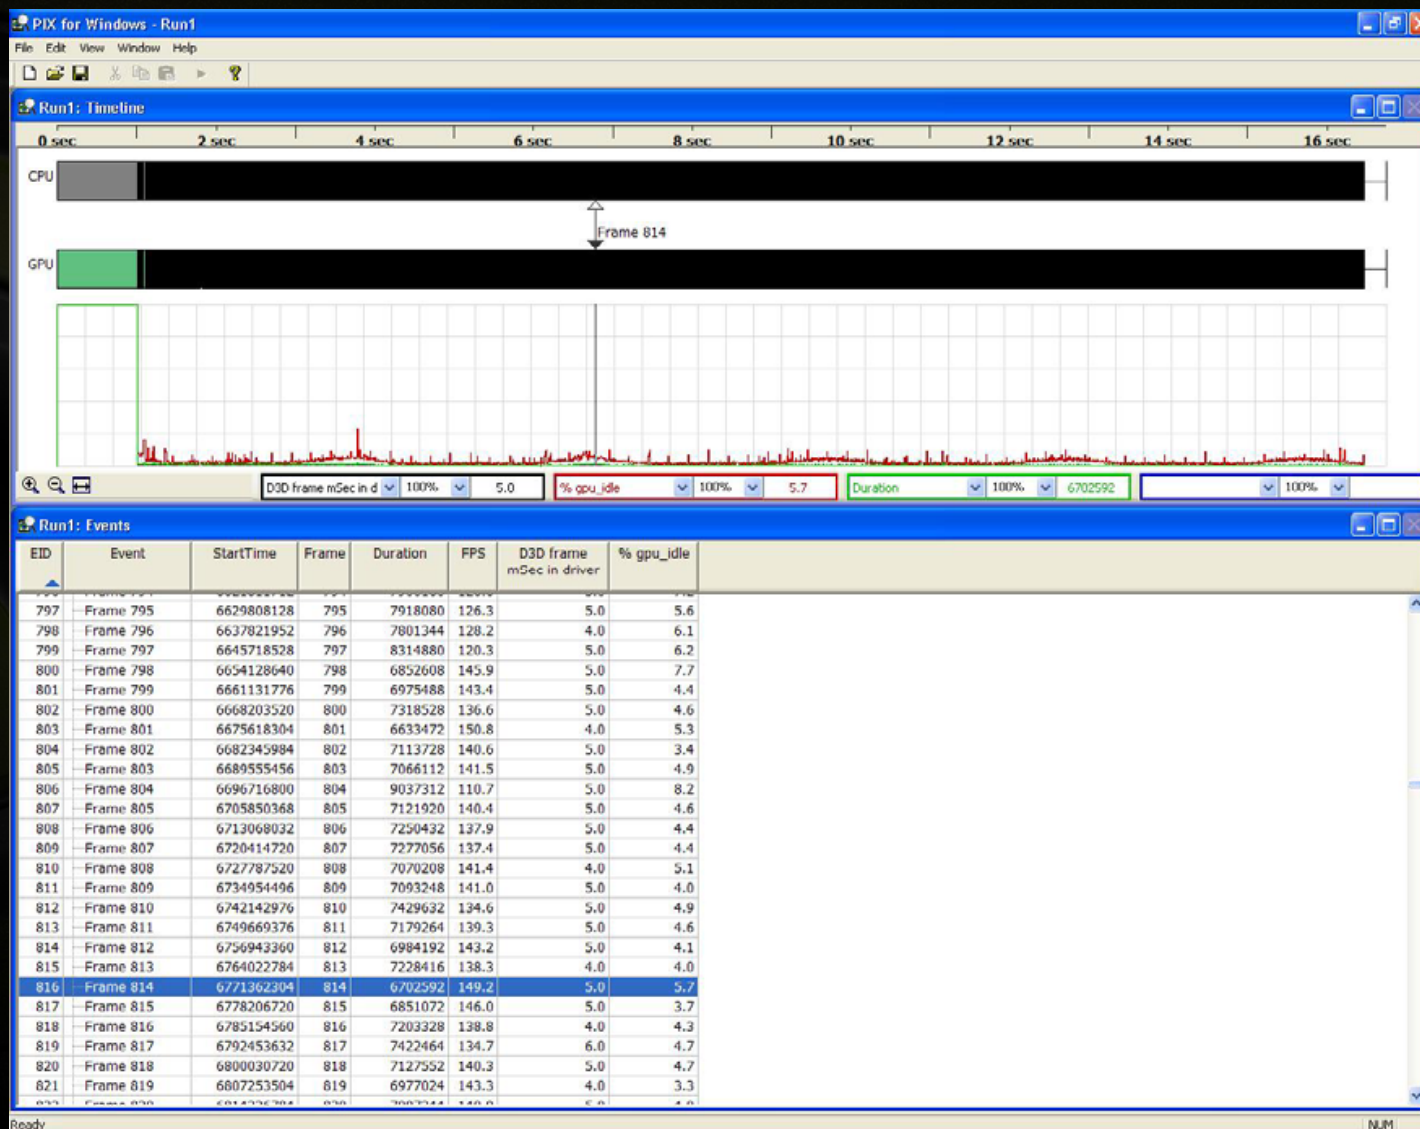 PIX for Windows - Run1
File Edit View Window Help
Run1: Timeline
0 sec 2 sec 4 sec 6 sec 8 sec 10 sec 12 sec 14 sec 16 sec
CPU
Frame 814
GPU
D3D frame mSec in d 100% 5.0 % gpu_idle 100% 5.7 Duration 100% 6702592 100%
Run1: Events
EID Event StartTime Frame Duration FPS D3D frame % gpu_idle
mSec in driver
797 Frame 795 6629808128 795 7918080 126.3 5.0 5.6
798 Frame 796 6637821952 796 7801344 128.2 4.0 6.1
799 Frame 797 6645718528 797 8314880 120.3 5.0 6.2
800 Frame 798 6654128640 798 6852608 145.9 5.0 7.7
801 Frame 799 6661131776 799 6975488 143.4 5.0 4.4
802 Frame 800 6668203520 800 7318528 136.6 5.0 4.6
803 Frame 801 6675618304 801 6633472 150.8 4.0 5.3
804 Frame 802 6682345984 802 7113728 140.6 5.0 3.4
805 Frame 803 6689555456 803 7066112 141.5 5.0 4.9
806 Frame 804 6696716800 804 9037312 110.7 5.0 8.2
807 Frame 805 6705850368 805 7121920 140.4 5.0 4.6
808 Frame 806 6713068032 806 7250432 137.9 5.0 4.4
809 Frame 807 6720414720 807 7277056 137.4 5.0 4.4
810 Frame 808 6727787520 808 7070208 141.4 4.0 5.1
811 Frame 809 6734954496 809 7093248 141.0 5.0 4.0
812 Frame 810 6742142976 810 7429632 134.6 5.0 4.9
813 Frame 811 6749669376 811 7179264 139.3 5.0 4.6
814 Frame 812 6756943360 812 6984192 143.2 5.0 4.1
815 Frame 813 6764022784 813 7228416 138.3 4.0 4.0
816 Frame 814 6771362304 814 6702592 149.2 5.0 5.7
817 Frame 815 6778206720 815 6851072 146.0 5.0 3.7
818 Frame 816 6785154560 816 7203328 138.8 4.0 4.3
819 Frame 817 6792453632 817 7422464 134.7 6.0 4.7
820 Frame 818 6800030720 818 7127552 140.3 5.0 4.7
821 Frame 819 6807253504 819 6977024 143.3 4.0 3.3
Ready NUM